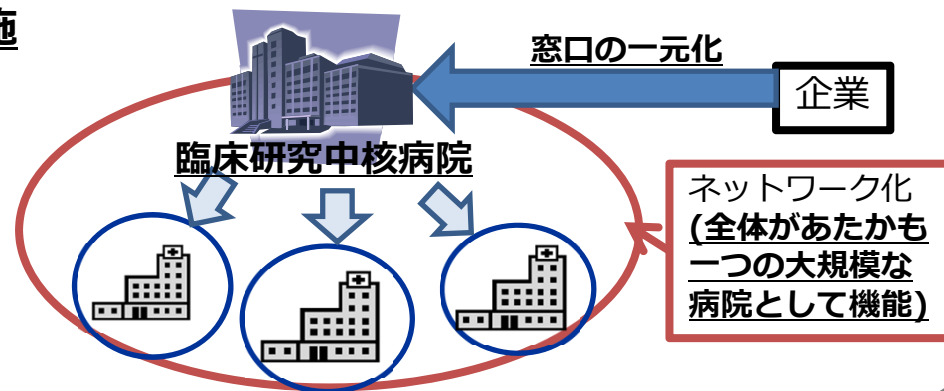 施
窓口の一元化
企業
臨床研究中核病院
ネットワーク化
(全体があたかも
一つの大規模な
病院として機能)